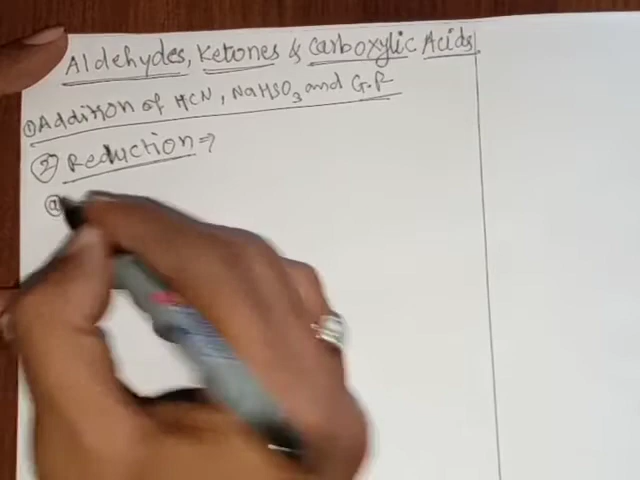 Aldehydes, Ketones & Carboxylic Acids.
① Addition of HCN, NaHSO3 and G.R
② Reduction ⇒
ⓐ